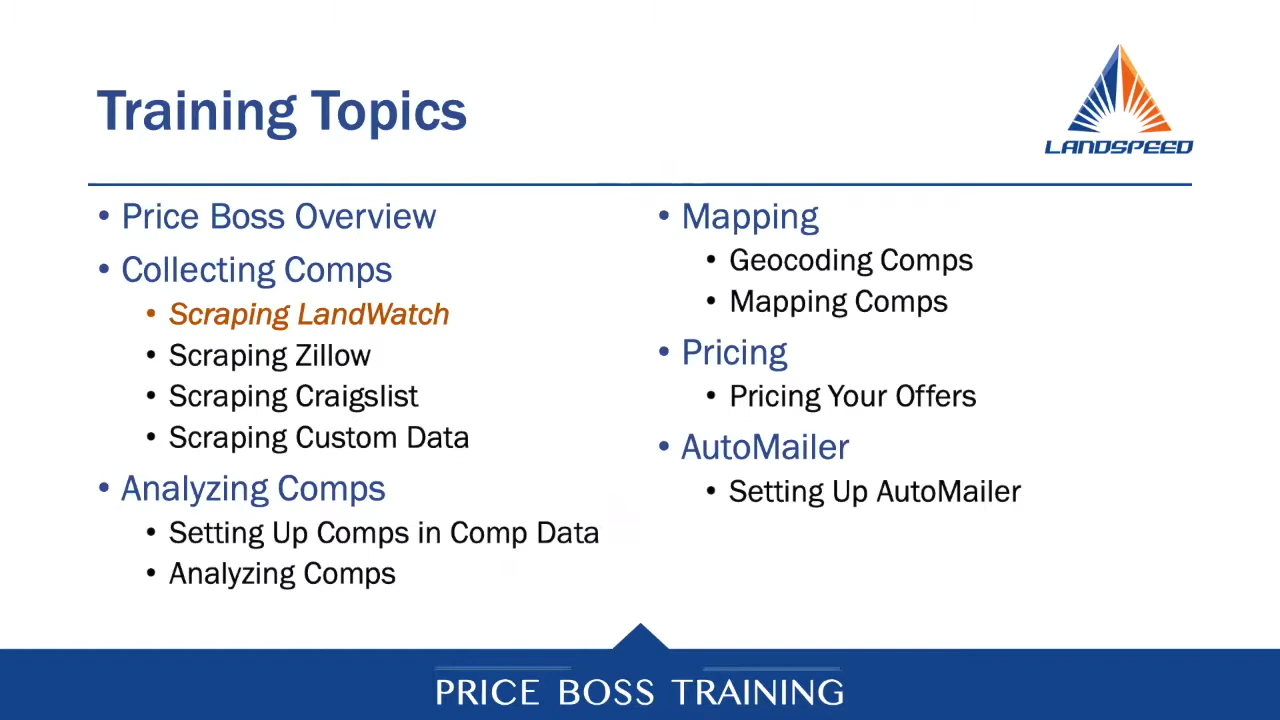 Training Topics
LANDSPEED
• Price Boss Overview
• Collecting Comps
• Scraping LandWatch
• Scraping Zillow
• Scraping Craigslist
• Scraping Custom Data
• Analyzing Comps
• Setting Up Comps in Comp Data
• Analyzing Comps
• Mapping
• Geocoding Comps
• Mapping Comps
• Pricing
• Pricing Your Offers
• AutoMailer
• Setting Up AutoMailer
PRICE BOSS TRAINING